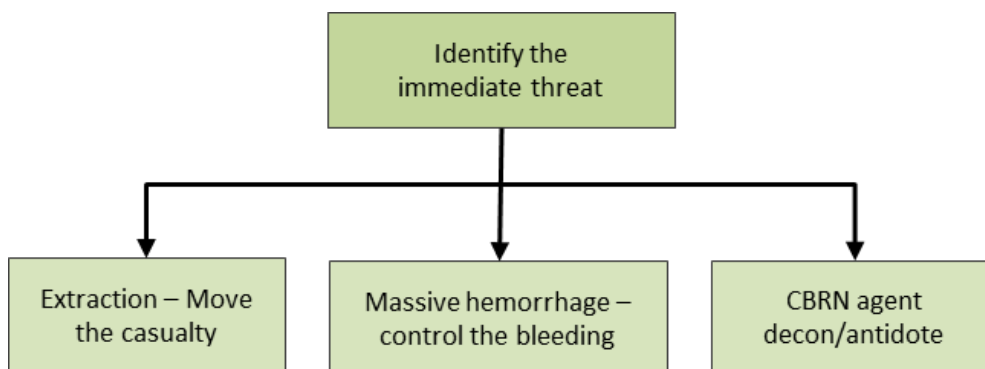 Identify the
immediate threat
Extraction – Move
the casualty
Massive hemorrhage –
control the bleeding
CBRN agent
decon/antidote